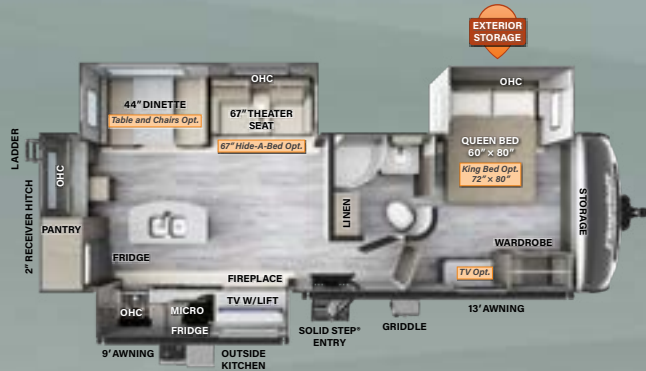 EXTERIOR
STORAGE
OHC
OHC
44" DINETTE
Table and Chairs Opt.
67" THEATER
SEAT
67" Hide-A-Bed Opt.
QUEEN BED
60" × 80"
King Bed Opt.
72" × 80"
LADDER
OHC
2" RECEIVER HITCH
PANTRY
LINEN
STORAGE
FRIDGE
WARDROBE
TV Opt.
FIREPLACE
TV W/LIFT
OHC
MICRO
FRIDGE
SOLID STEP®
ENTRY
GRIDDLE
13' AWNING
9' AWNING
OUTSIDE
KITCHEN